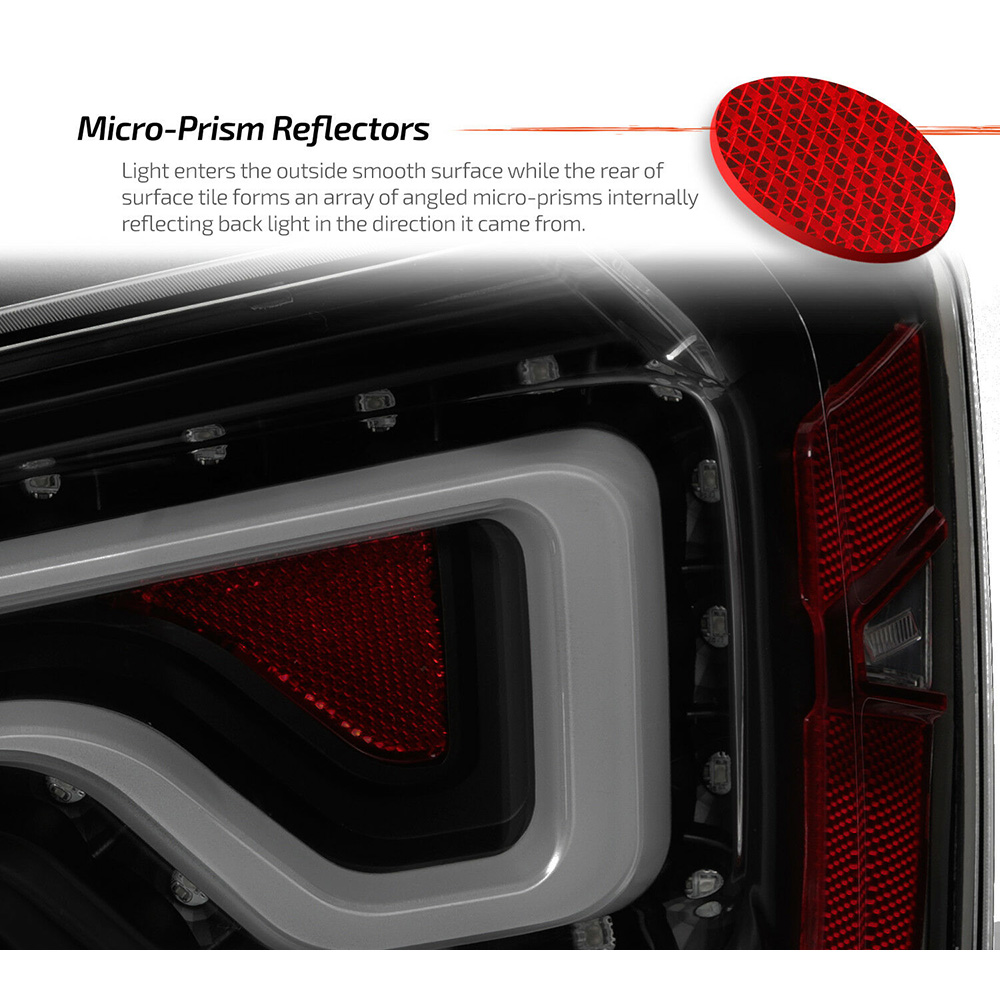 Micro-Prism Reflectors
Light enters the outside smooth surface while the rear of
surface tile forms an array of angled micro-prisms internally
reflecting back light in the direction it came from.